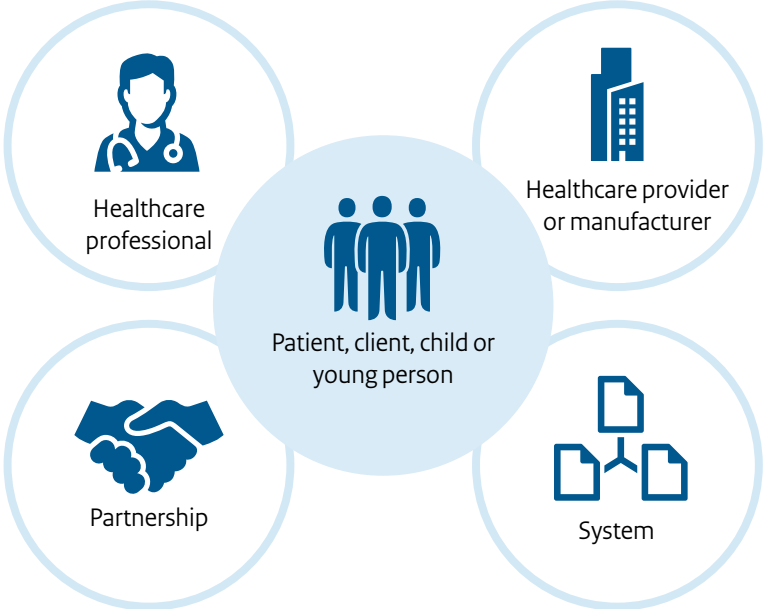 Healthcare
professional
Healthcare provider
or manufacturer
Patient, client, child or
young person
Partnership
System